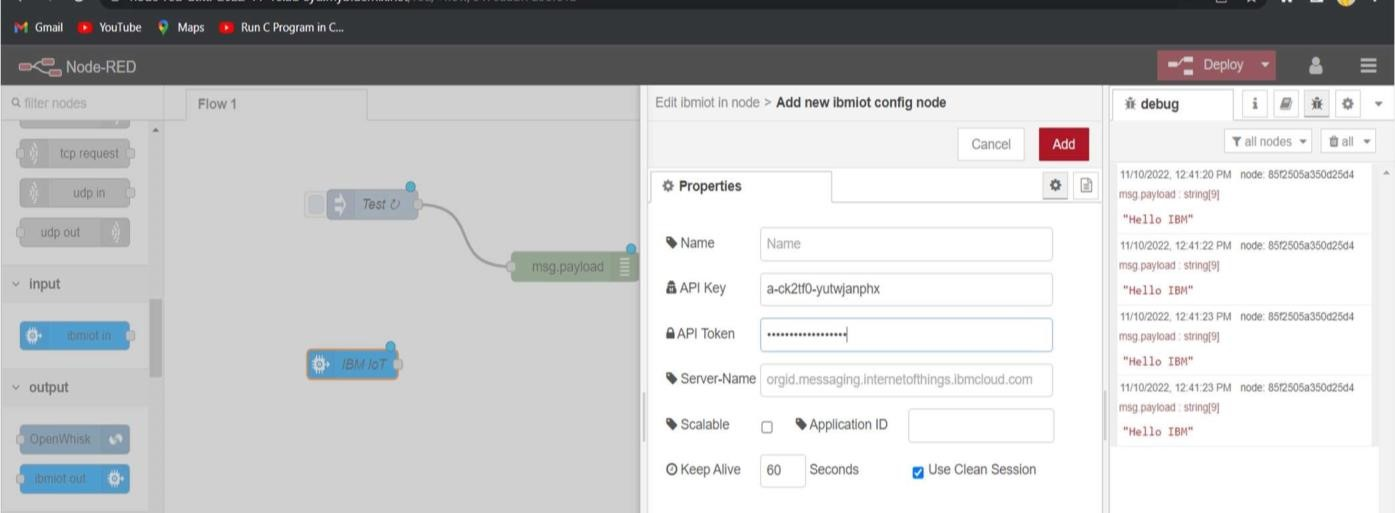 Gmail YouTube Maps Run C Program in C...
Node-RED Deploy
filter nodes
Flow 1
tcp request
udp in
udp out
input
ibmiot in
output
OpenWhisk
ibmiot out
Test ↻
msg.payload
IBM IoT
Edit ibmiot in node > Add new ibmiot config node
Cancel Add
Properties
Name Name
API Key a-ck2tf0-yutwjanphx
API Token ••••••••••••••••••
Server-Name orgid.messaging.internetofthings.ibmcloud.com
Scalable Application ID
Keep Alive 60 Seconds Use Clean Session
debug i
all nodes all
11/10/2022, 12:41:20 PM node: 85f2505a350d25d4
msg.payload : string[9]
"Hello IBM"
11/10/2022, 12:41:22 PM node: 85f2505a350d25d4
msg.payload : string[9]
"Hello IBM"
11/10/2022, 12:41:23 PM node: 85f2505a350d25d4
msg.payload : string[9]
"Hello IBM"
11/10/2022, 12:41:23 PM node: 85f2505a350d25d4
msg.payload : string[9]
"Hello IBM"